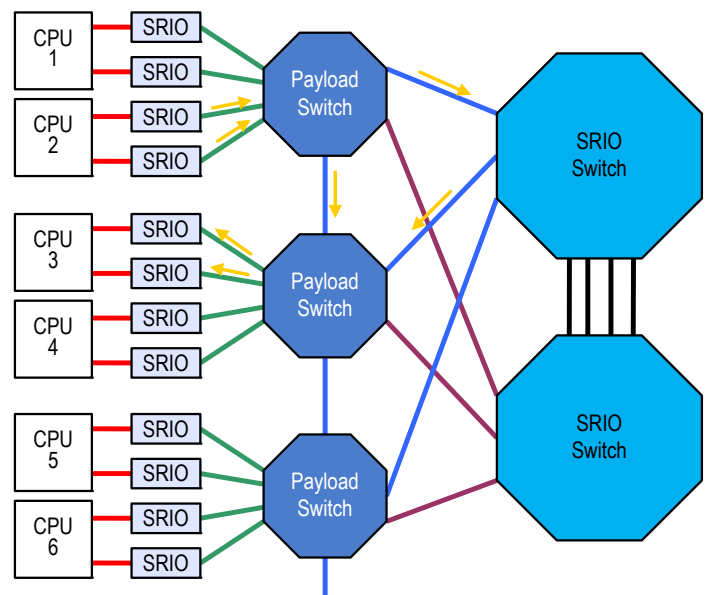 CPU
1
SRIO
SRIO
CPU
2
SRIO
SRIO
Payload
Switch
SRIO
Switch
CPU
3
SRIO
SRIO
CPU
4
SRIO
SRIO
Payload
Switch
SRIO
Switch
CPU
5
SRIO
SRIO
CPU
6
SRIO
SRIO
Payload
Switch